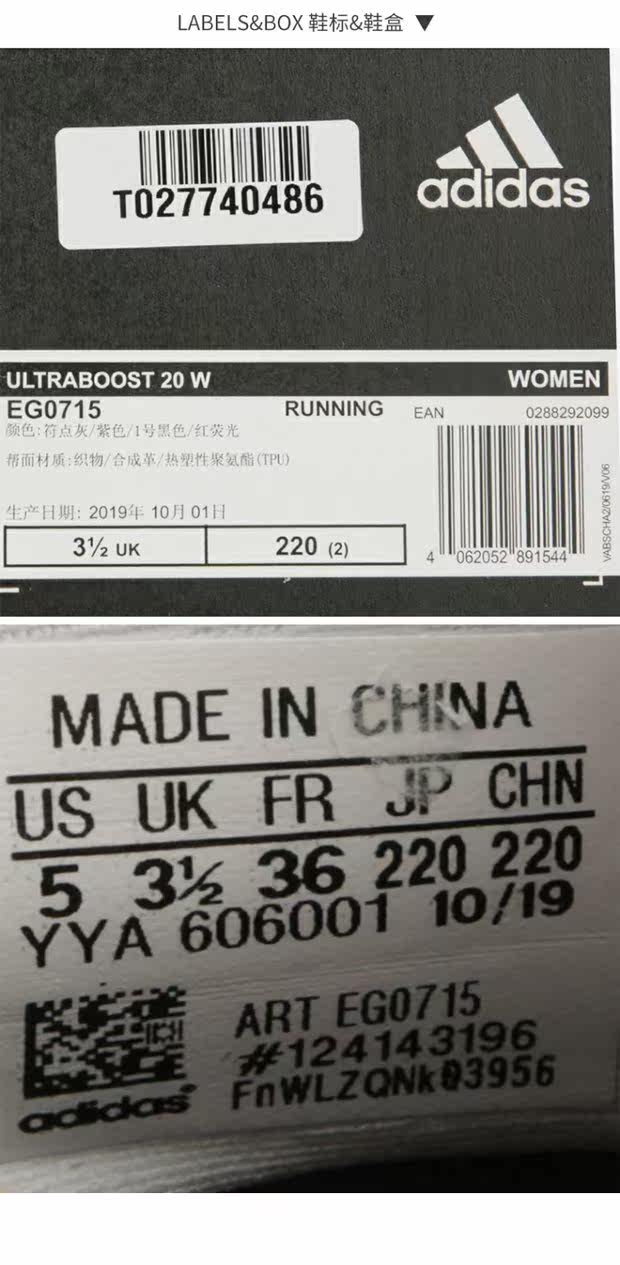 LABELS&BOX 鞋标&鞋盒 ▼
T027740486
adidas
ULTRABOOST 20 W WOMEN
EG0715 RUNNING EAN 0288292099
颜色:符点灰/紫色/1号黑色/红荧光
帮面材质:织物/合成革/热塑性聚氨酯(TPU)
生产日期: 2019年 10月 01日
3½ UK 220 (2)
4 062052 891544
VABSCHA2/0619/V06
MADE IN CHINA
US UK FR JP CHN
5 3½ 36 220 220
YYA 606001 10/19
ART EG0715
#124143196
FnWLZQNk03956
adidas